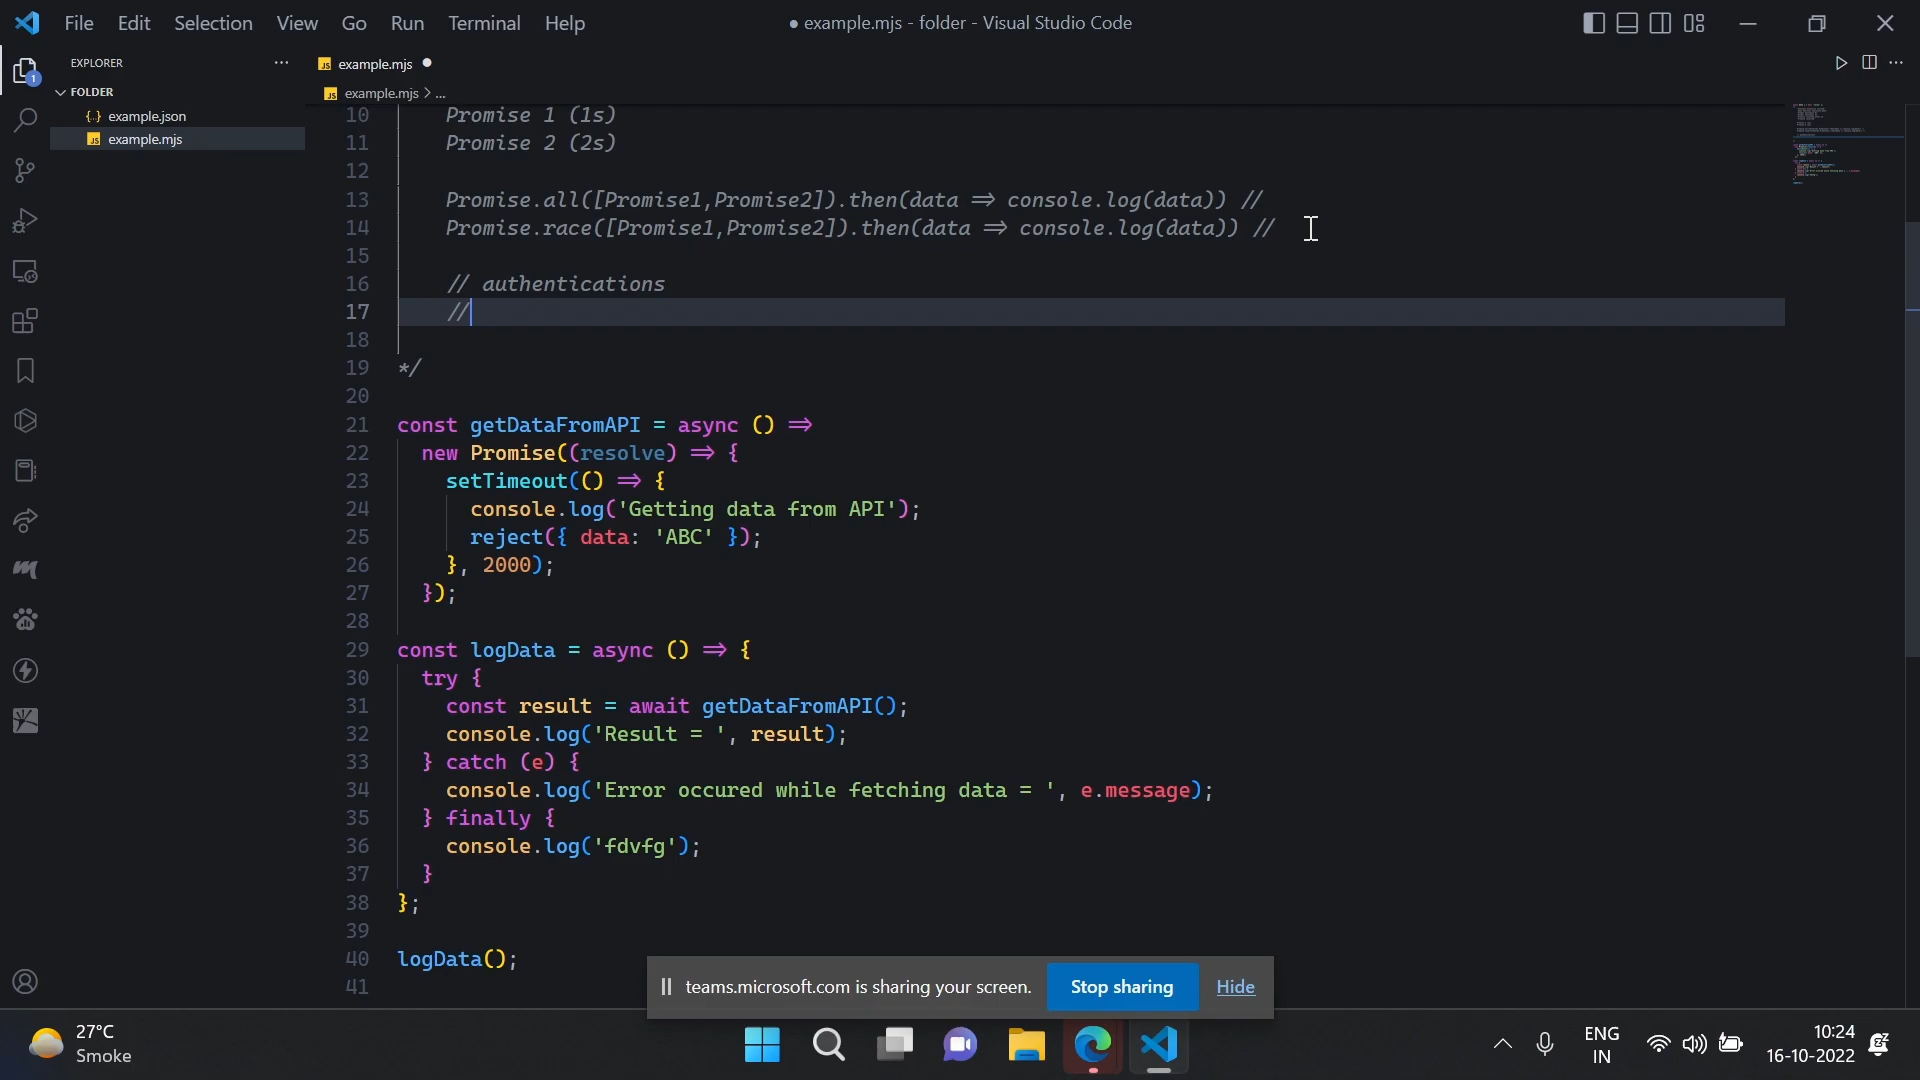 File Edit Selection View Go Run Terminal Help
● example.mjs - folder - Visual Studio Code
EXPLORER
example.mjs
1
FOLDER
example.mjs > ...
example.json
example.mjs
10 Promise 1 (1s)
11 Promise 2 (2s)
12
13 Promise.all([Promise1,Promise2]).then(data => console.log(data)) //
14 Promise.race([Promise1,Promise2]).then(data => console.log(data)) //
15
16 // authentications
17 //
18
19 */
20
21 const getDataFromAPI = async () =>
22 new Promise((resolve) => {
23 setTimeout(() => {
24 console.log('Getting data from API');
25 reject({ data: 'ABC' });
26 }, 2000);
27 });
28
29 const logData = async () => {
30 try {
31 const result = await getDataFromAPI();
32 console.log('Result = ', result);
33 } catch (e) {
34 console.log('Error occured while fetching data = ', e.message);
35 } finally {
36 console.log('fdvfg');
37 }
38 };
39
40 logData();
41
teams.microsoft.com is sharing your screen. Stop sharing Hide
27°C
Smoke
ENG
IN
10:24
16-10-2022